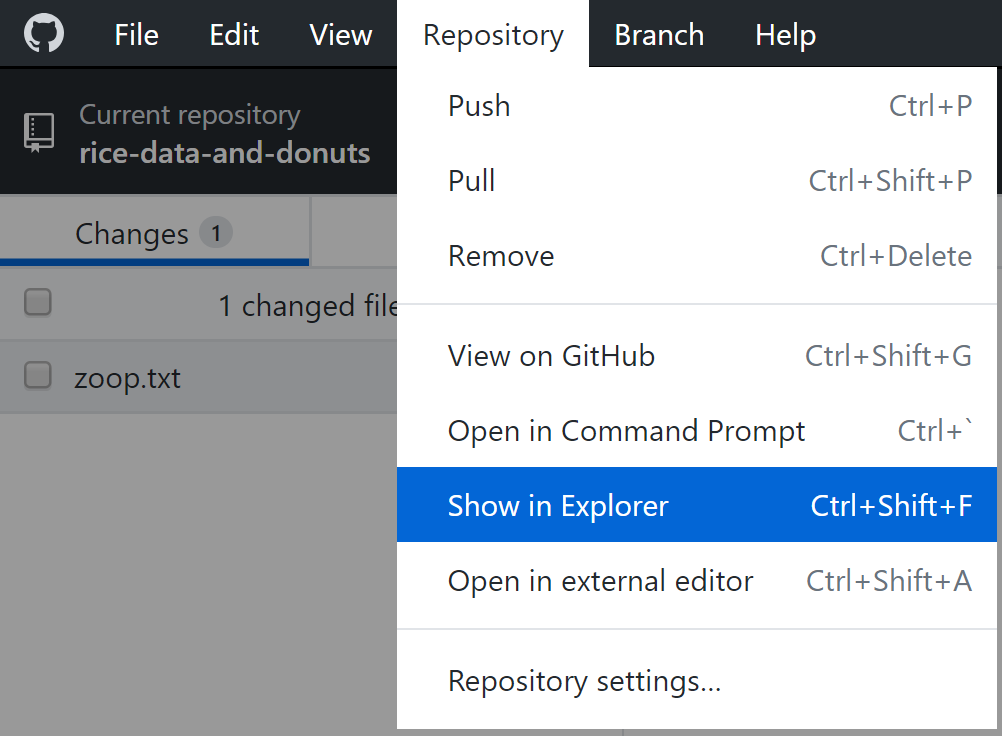 File Edit View Repository Branch Help
Current repository
rice-data-and-donuts
Changes 1
1 changed file
zoop.txt
Push Ctrl+P
Pull Ctrl+Shift+P
Remove Ctrl+Delete
View on GitHub Ctrl+Shift+G
Open in Command Prompt Ctrl+`
Show in Explorer Ctrl+Shift+F
Open in external editor Ctrl+Shift+A
Repository settings...